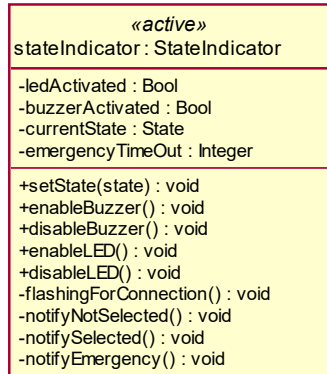 «active»
stateIndicator : StateIndicator
-ledActivated : Bool
-buzzerActivated : Bool
-currentState : State
-emergencyTimeOut : Integer
+setState(state) : void
+enableBuzzer() : void
+disableBuzzer() : void
+enableLED() : void
+disableLED() : void
-flashingForConnection() : void
-notifyNotSelected() : void
-notifySelected() : void
-notifyEmergency() : void